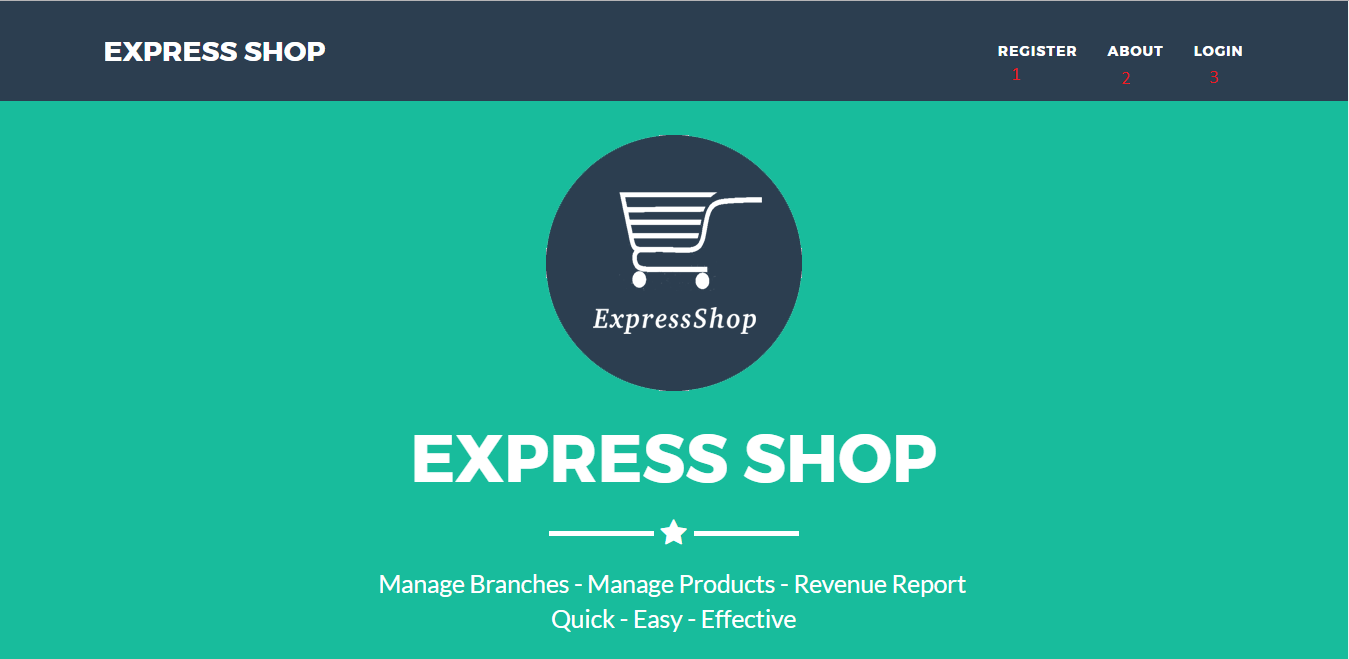 EXPRESS SHOP
REGISTER ABOUT LOGIN
1 2 3
ExpressShop
EXPRESS SHOP
Manage Branches - Manage Products - Revenue Report
Quick - Easy - Effective